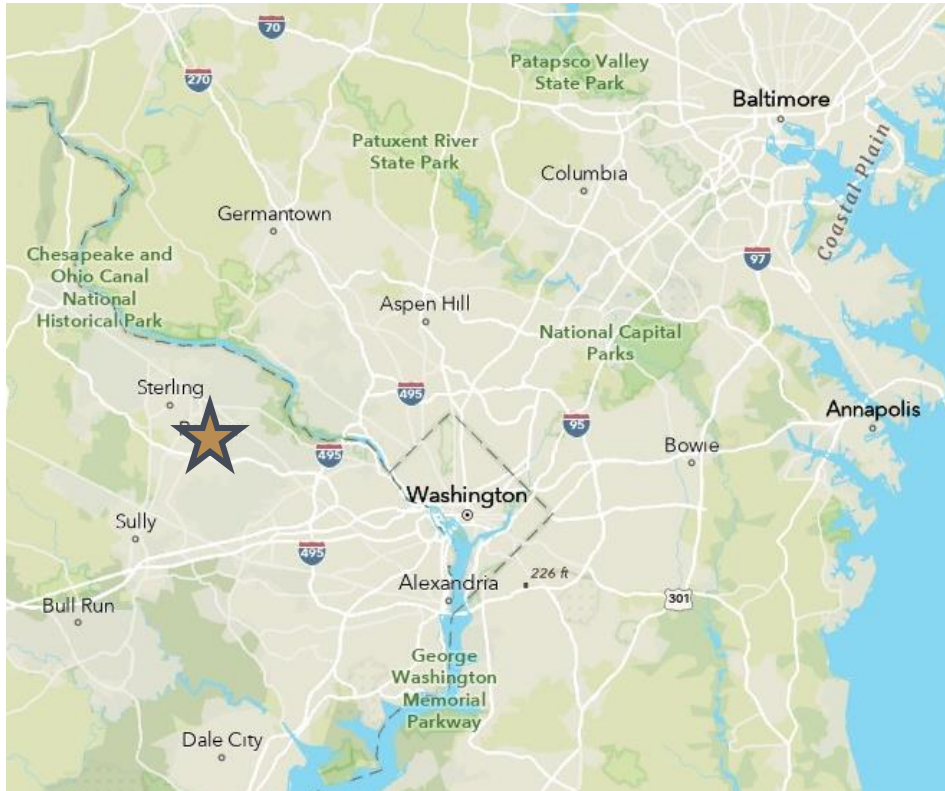 70
270
Patapsco Valley
State Park
Baltimore
Coastal Plain
Patuxent River
State Park
Columbia
Germantown
97
Chesapeake and
Ohio Canal
National
Historical Park
Aspen Hill
National Capital
Parks
Sterling
495
95
Annapolis
495
Bowie
Washington
Sully
495
Alexandria
226 ft
301
Bull Run
George
Washington
Memorial
Parkway
Dale City